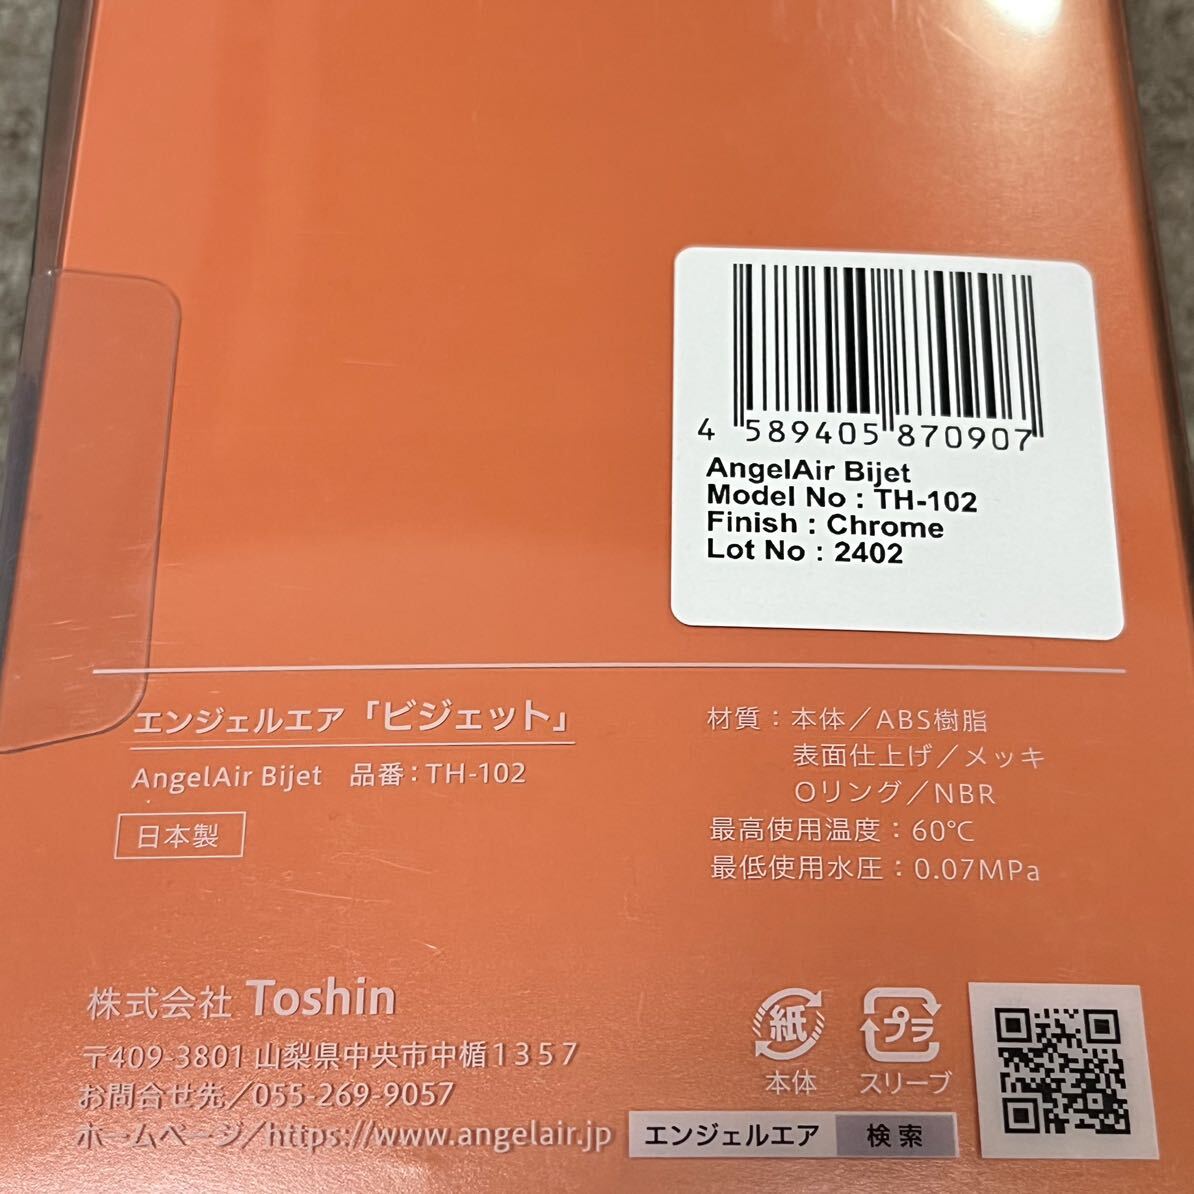 4 589405 870907
AngelAir Bijet
Model No : TH-102
Finish : Chrome
Lot No : 2402
エンジェルエア「ビジェット」
AngelAir Bijet 品番:TH-102
日本製
材質:本体/ABS樹脂
表面仕上げ/メッキ
Oリング/NBR
最高使用温度:60℃
最低使用水圧:0.07MPa
株式会社 Toshin
〒409-3801 山梨県中央市中楯1357
お問合せ先/055-269-9057
ホームページ/https://www.angelair.jp
紙
本体
プラ
スリーブ
エンジェルエア 検索